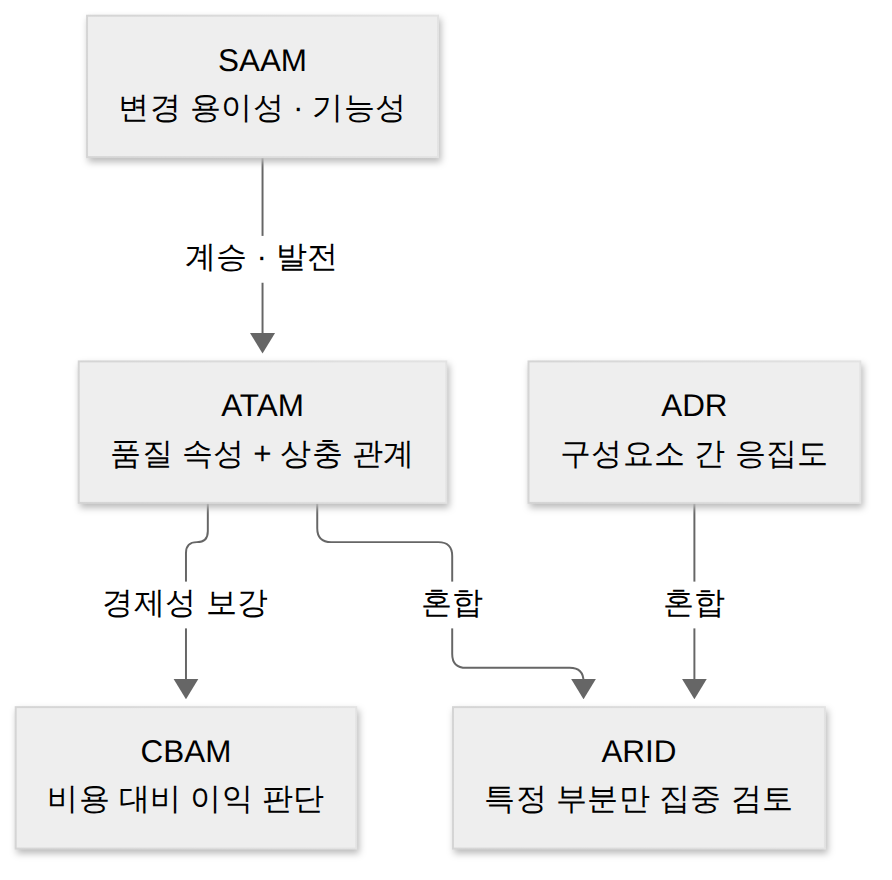 SAAM
변경 용이성 · 기능성
계승 · 발전
ATAM
품질 속성 + 상충 관계
ADR
구성요소 간 응집도
경제성 보강
혼합
혼합
CBAM
비용 대비 이익 판단
ARID
특정 부분만 집중 검토